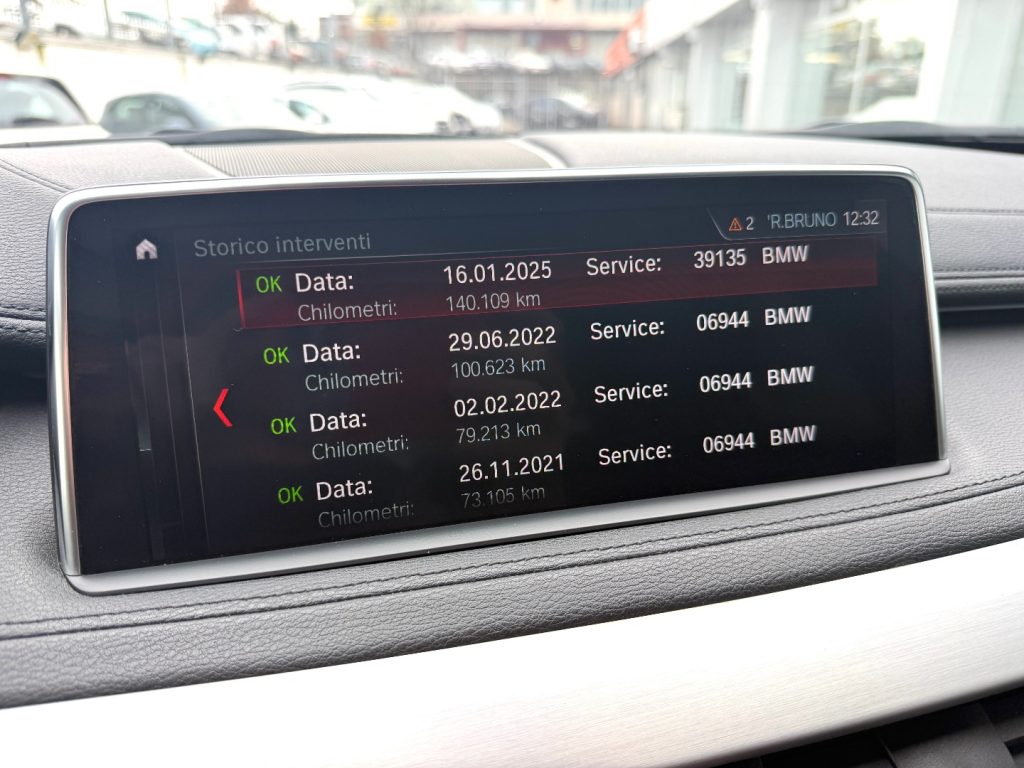 2 'R.BRUNO 12:32
Storico interventi
OK Data: 16.01.2025 Service: 39135 BMW
Chilometri: 140.109 km
OK Data: 29.06.2022 Service: 06944 BMW
Chilometri: 100.623 km
OK Data: 02.02.2022 Service: 06944 BMW
Chilometri: 79.213 km
OK Data: 26.11.2021 Service: 06944 BMW
Chilometri: 73.105 km